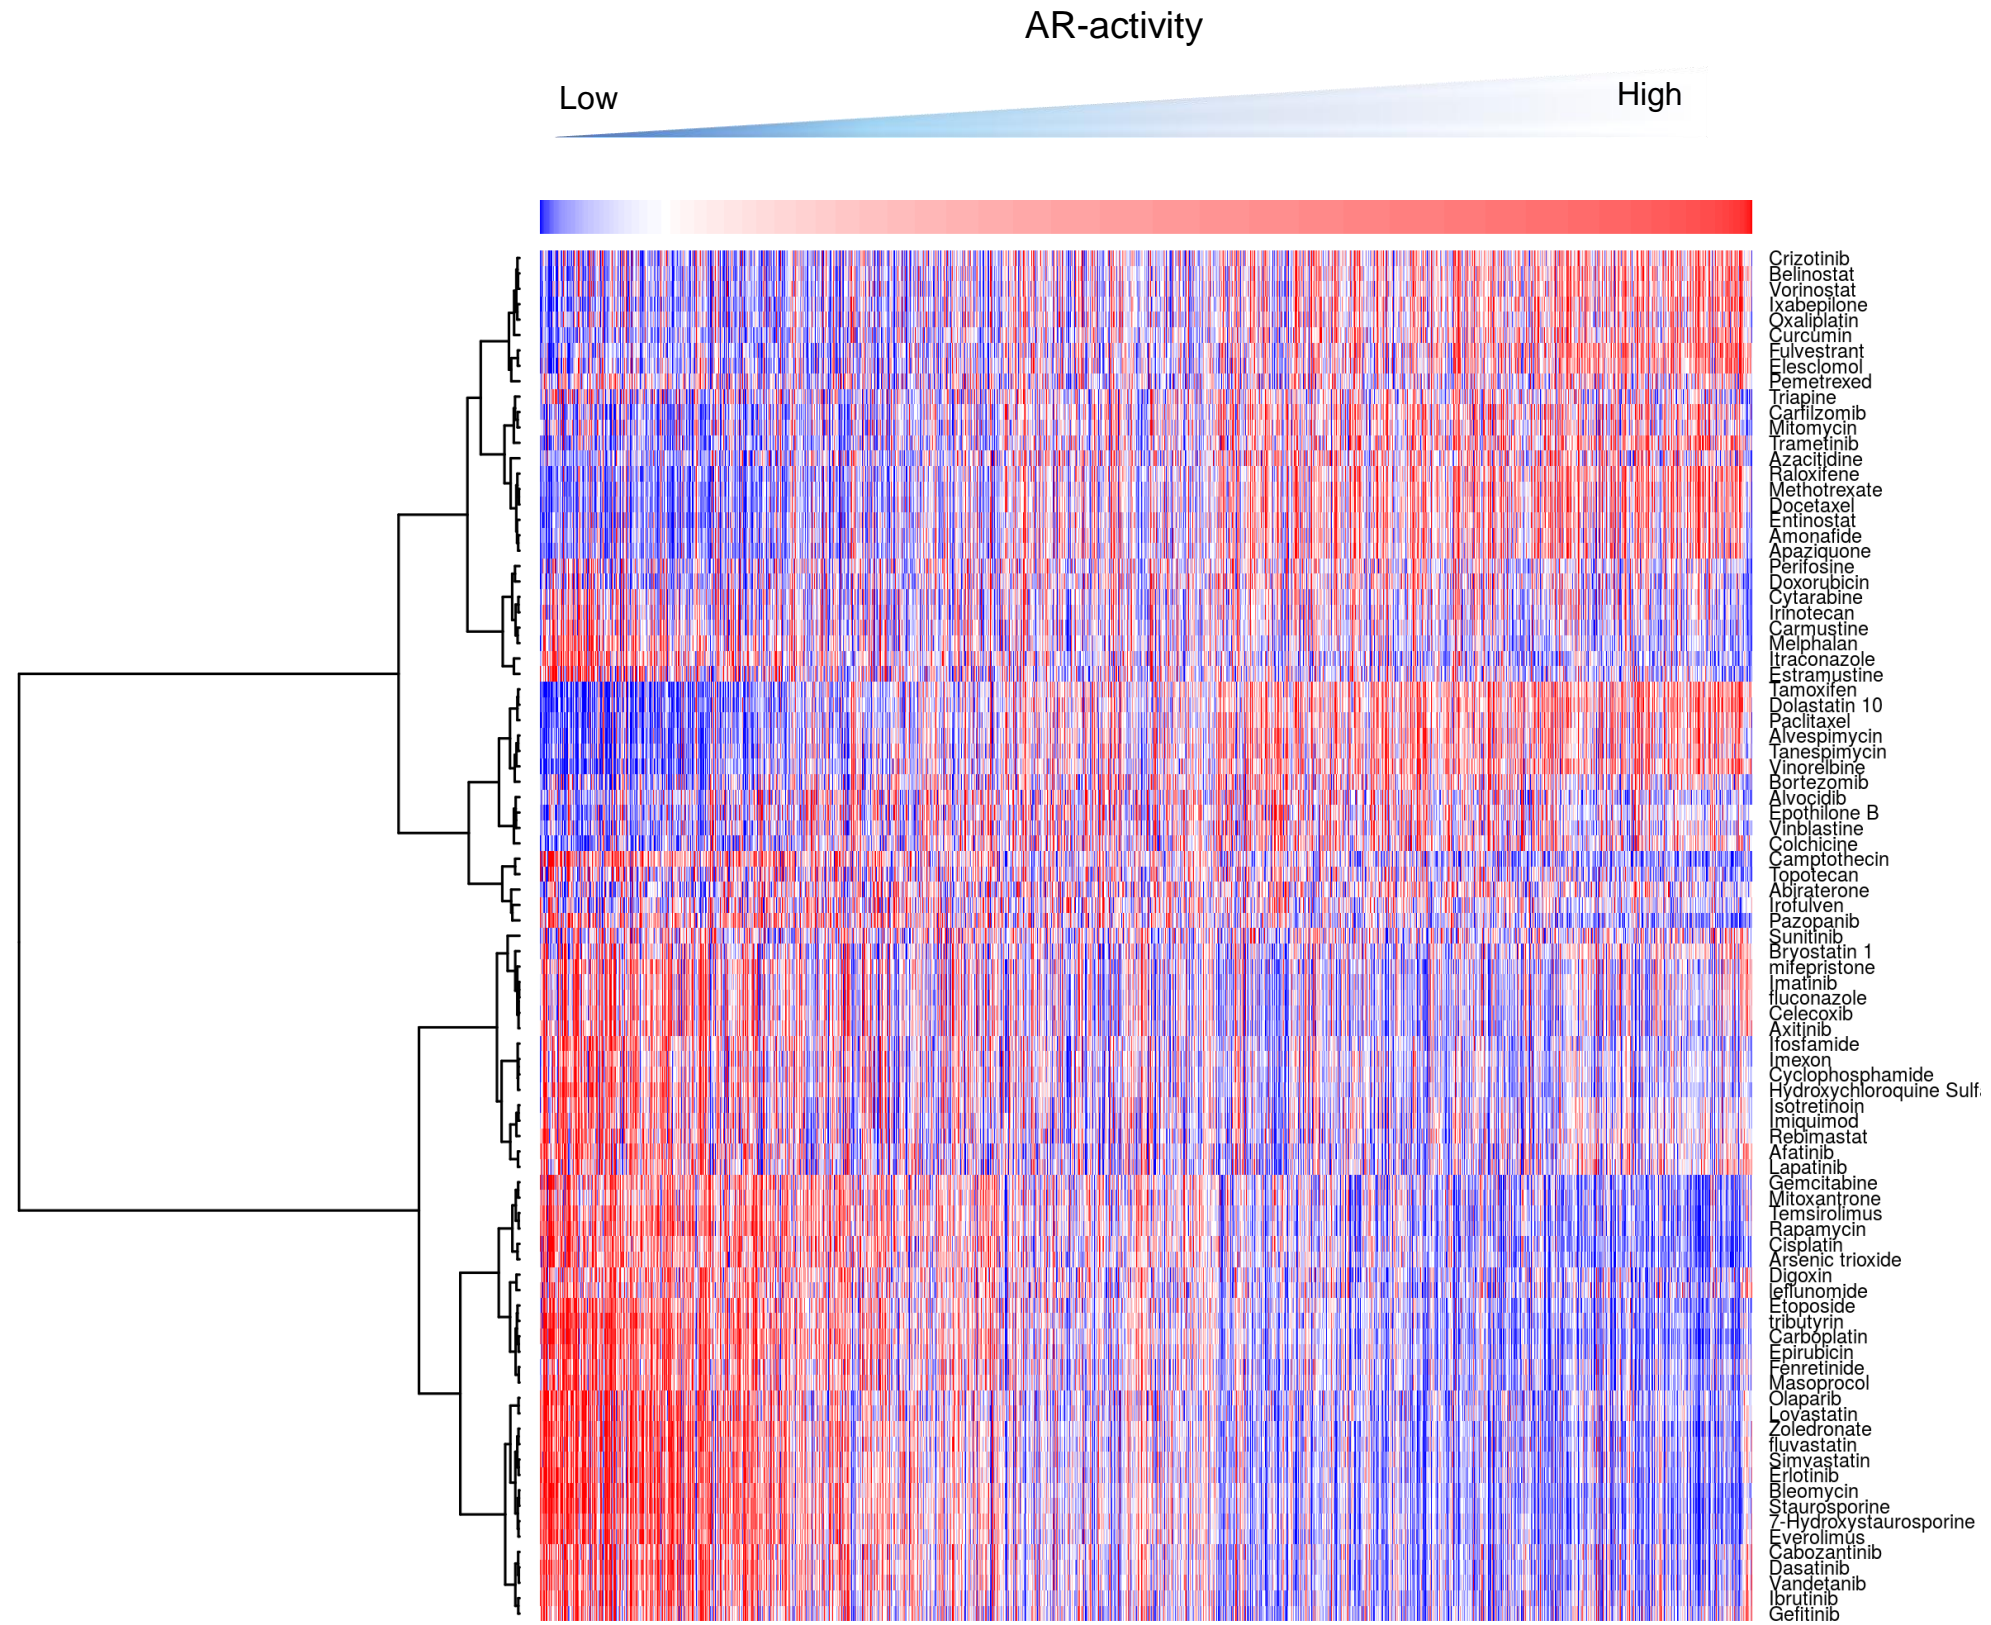 AR-activity
Low
High
Crizotinib
Belinostat
Vorinostat
Ixabepilone
Oxaliplatin
Curcumin
Fulvestrant
Elesclomol
Pemetrexed
Triapine
Carfilzomib
Mitomycin
Trametinib
Azacitidine
Raloxifene
Methotrexate
Docetaxel
Entinostat
Amonafide
Apaziquone
Perifosine
Doxorubicin
Cytarabine
Irinotecan
Carmustine
Melphalan
Itraconazole
Estramustine
Tamoxifen
Dolastatin 10
Paclitaxel
Alvespimycin
Tanespimycin
Vinorelbine
Bortezomib
Alvocidib
Epothilone B
Vinblastine
Colchicine
Camptothecin
Topotecan
Abiraterone
Irofulven
Pazopanib
Sunitinib
Bryostatin 1
mifepristone
Imatinib
fluconazole
Celecoxib
Axitinib
Ifosfamide
Imexon
Cyclophosphamide
Hydroxychloroquine Sulf
Isotretinoin
Imiquimod
Rebimastat
Afatinib
Lapatinib
Gemcitabine
Mitoxantrone
Temsirolimus
Rapamycin
Cisplatin
Arsenic trioxide
Digoxin
leflunomide
Etoposide
tributyrin
Carboplatin
Epirubicin
Fenretinide
Masoprocol
Olaparib
Lovastatin
Zoledronate
fluvastatin
Simvastatin
Erlotinib
Bleomycin
Staurosporine
7-Hydroxystaurosporine
Everolimus
Cabozantinib
Dasatinib
Vandetanib
Ibrutinib
Gefitinib